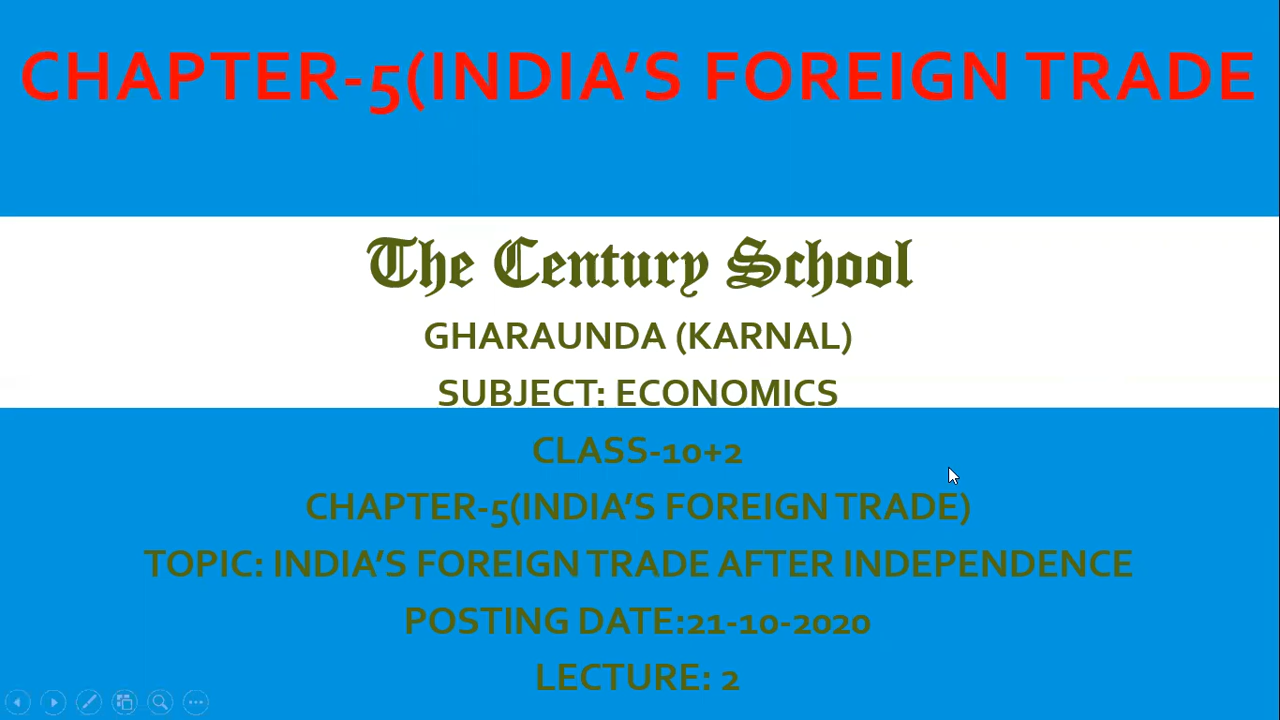 CHAPTER-5(INDIA’S FOREIGN TRADE
The Century School
GHARAUNDA (KARNAL)
SUBJECT: ECONOMICS
CLASS-10+2
CHAPTER-5(INDIA’S FOREIGN TRADE)
TOPIC: INDIA’S FOREIGN TRADE AFTER INDEPENDENCE
POSTING DATE:21-10-2020
LECTURE: 2